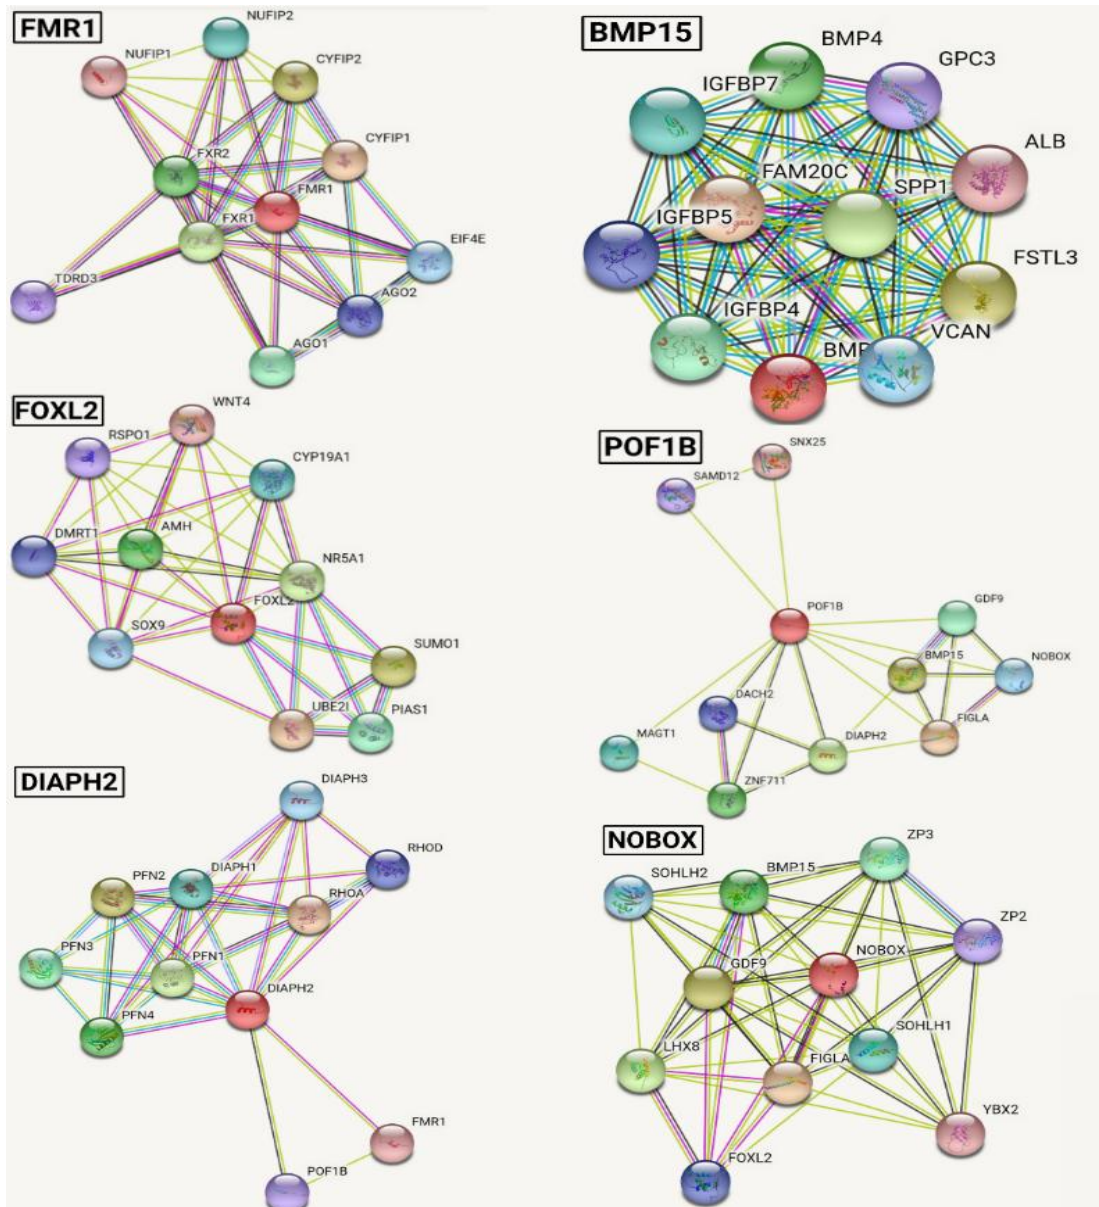 FMR1
NUFIP2
NUFIP1
CYFIP2
CYFIP1
FXR2
FMR1
FXR1
EIF4E
TDRD3
AGO2
AGO1
BMP15
BMP4
GPC3
IGFBP7
ALB
FAM20C
SPP1
IGFBP5
FSTL3
IGFBP4
VCAN
FOXL2
WNT4
RSPO1
CYP19A1
DMRT1
AMH
NR5A1
FOXL2
SOX9
SUMO1
UBE2I
PIAS1
POF1B
SNX25
SAMD12
POF1B
GDF9
BMP15
NOBOX
DACH2
FIGLA
MAGT1
DIAPH2
ZNF711
DIAPH2
DIAPH3
RHOD
PFN2
DIAPH1
RHOA
PFN3
PFN1
DIAPH2
PFN4
FMR1
POF1B
NOBOX
ZP3
SOHLH2
BMP15
ZP2
GDF9
NOBOX
SOHLH1
LHX8
FIGLA
YBX2
FOXL2